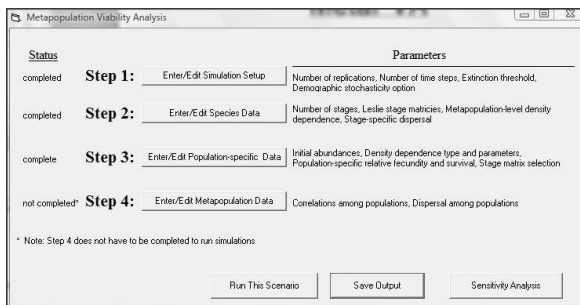 Metapopulation Viability Analysis
Status
Parameters
completed Step 1: Enter/Edit Simulation Setup Number of replications, Number of time steps, Extinction threshold,
Demographic stochasticity option
completed Step 2: Enter/Edit Species Data Number of stages, Leslie stage matricies, Metapopulation-level density
dependence, Stage-specific dispersal
complete Step 3: Enter/Edit Population-specific Data Initial abundances, Density dependence type and parameters,
Population-specific relative fecundity and survival, Stage matrix selection
not completed* Step 4: Enter/Edit Metapopulation Data Correlations among populations, Dispersal among populations
* Note: Step 4 does not have to be completed to run simulations
Run This Scenario Save Output Sensitivity Analysis